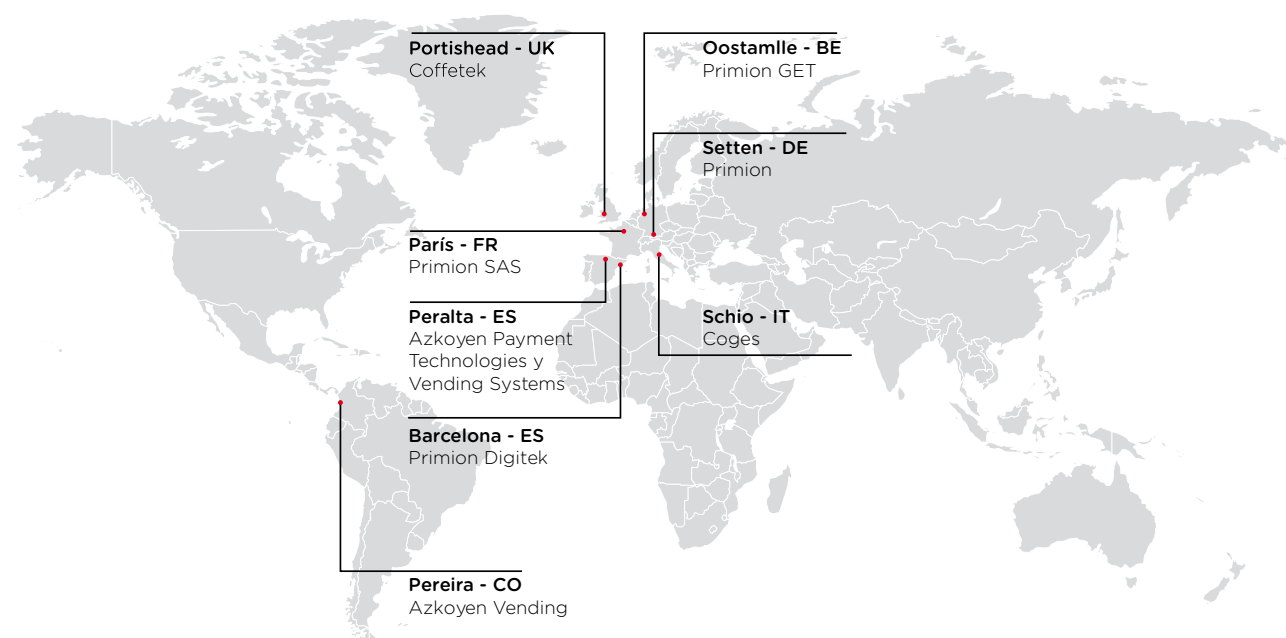 Portishead - UK
Coffetek
Oostamlle - BE
Primion GET
Setten - DE
Primion
París - FR
Primion SAS
Peralta - ES
Azkoyen Payment
Technologies y
Vending Systems
Schio - IT
Coges
Barcelona - ES
Primion Digitek
Pereira - CO
Azkoyen Vending